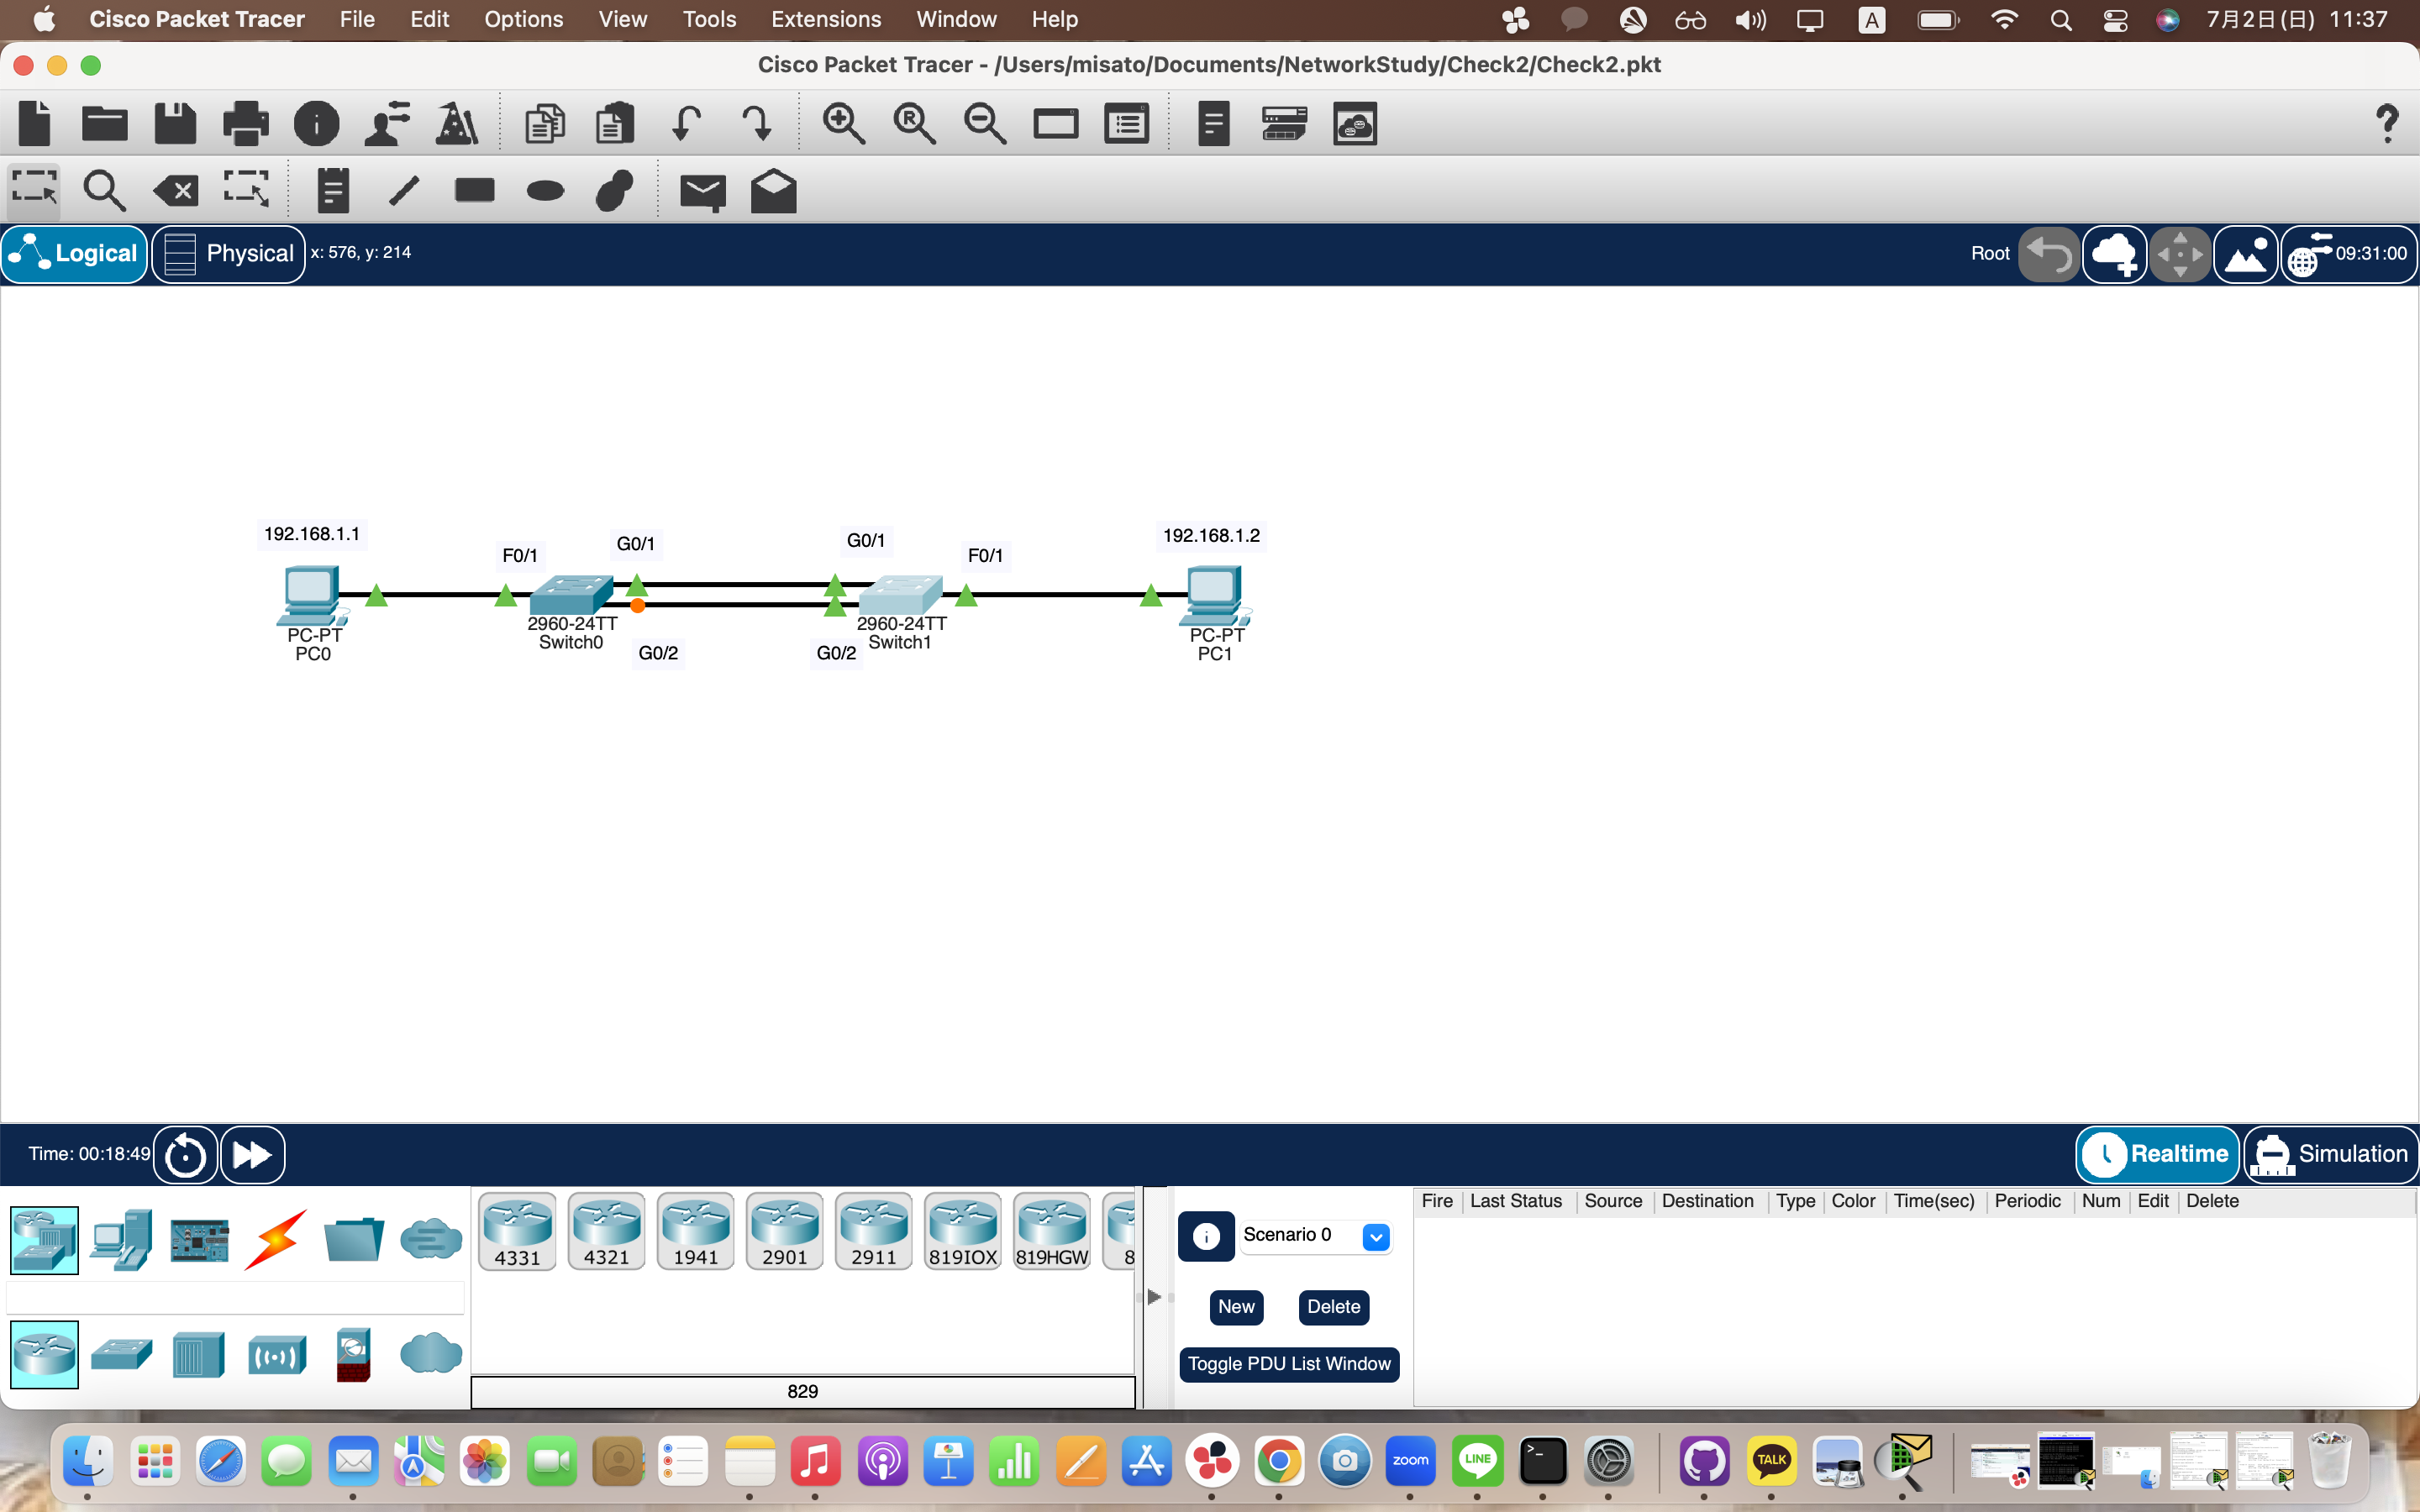 Cisco Packet Tracer File Edit Options View Tools Extensions Window Help A 7月2日(日) 11:37
Cisco Packet Tracer - /Users/misato/Documents/NetworkStudy/Check2/Check2.pkt
Logical Physical x: 576, y: 214 Root 09:31:00
192.168.1.1 F0/1 G0/1 G0/1 F0/1 192.168.1.2
PC-PT 2960-24TT 2960-24TT PC-PT
PC0 Switch0 Switch1 PC1
G0/2 G0/2
Time: 00:18:49 Realtime Simulation
4331 4321 1941 2901 2911 819IOX 819HGW 8
829
Scenario 0
New Delete
Toggle PDU List Window
Fire Last Status Source Destination Type Color Time(sec) Periodic Num Edit Delete
zoom LINE TALK